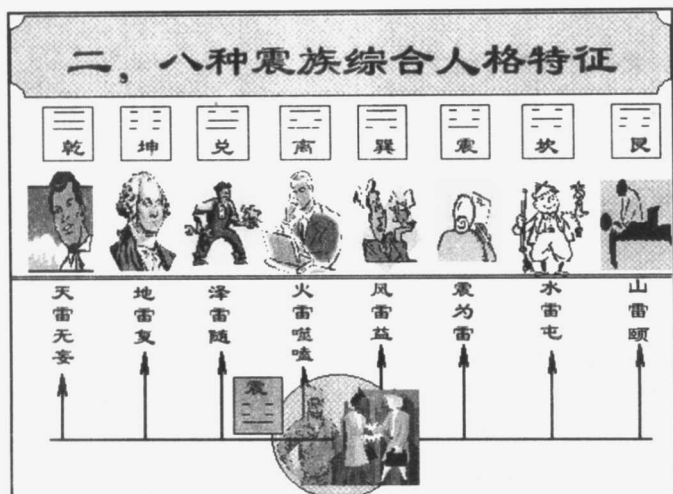 二，八种震族综合人格特征
乾
坤
兑
离
巽
震
坎
艮
天雷无妄
地雷复
泽雷随
火雷噬嗑
风雷益
震为雷
水雷屯
山雷颐
震